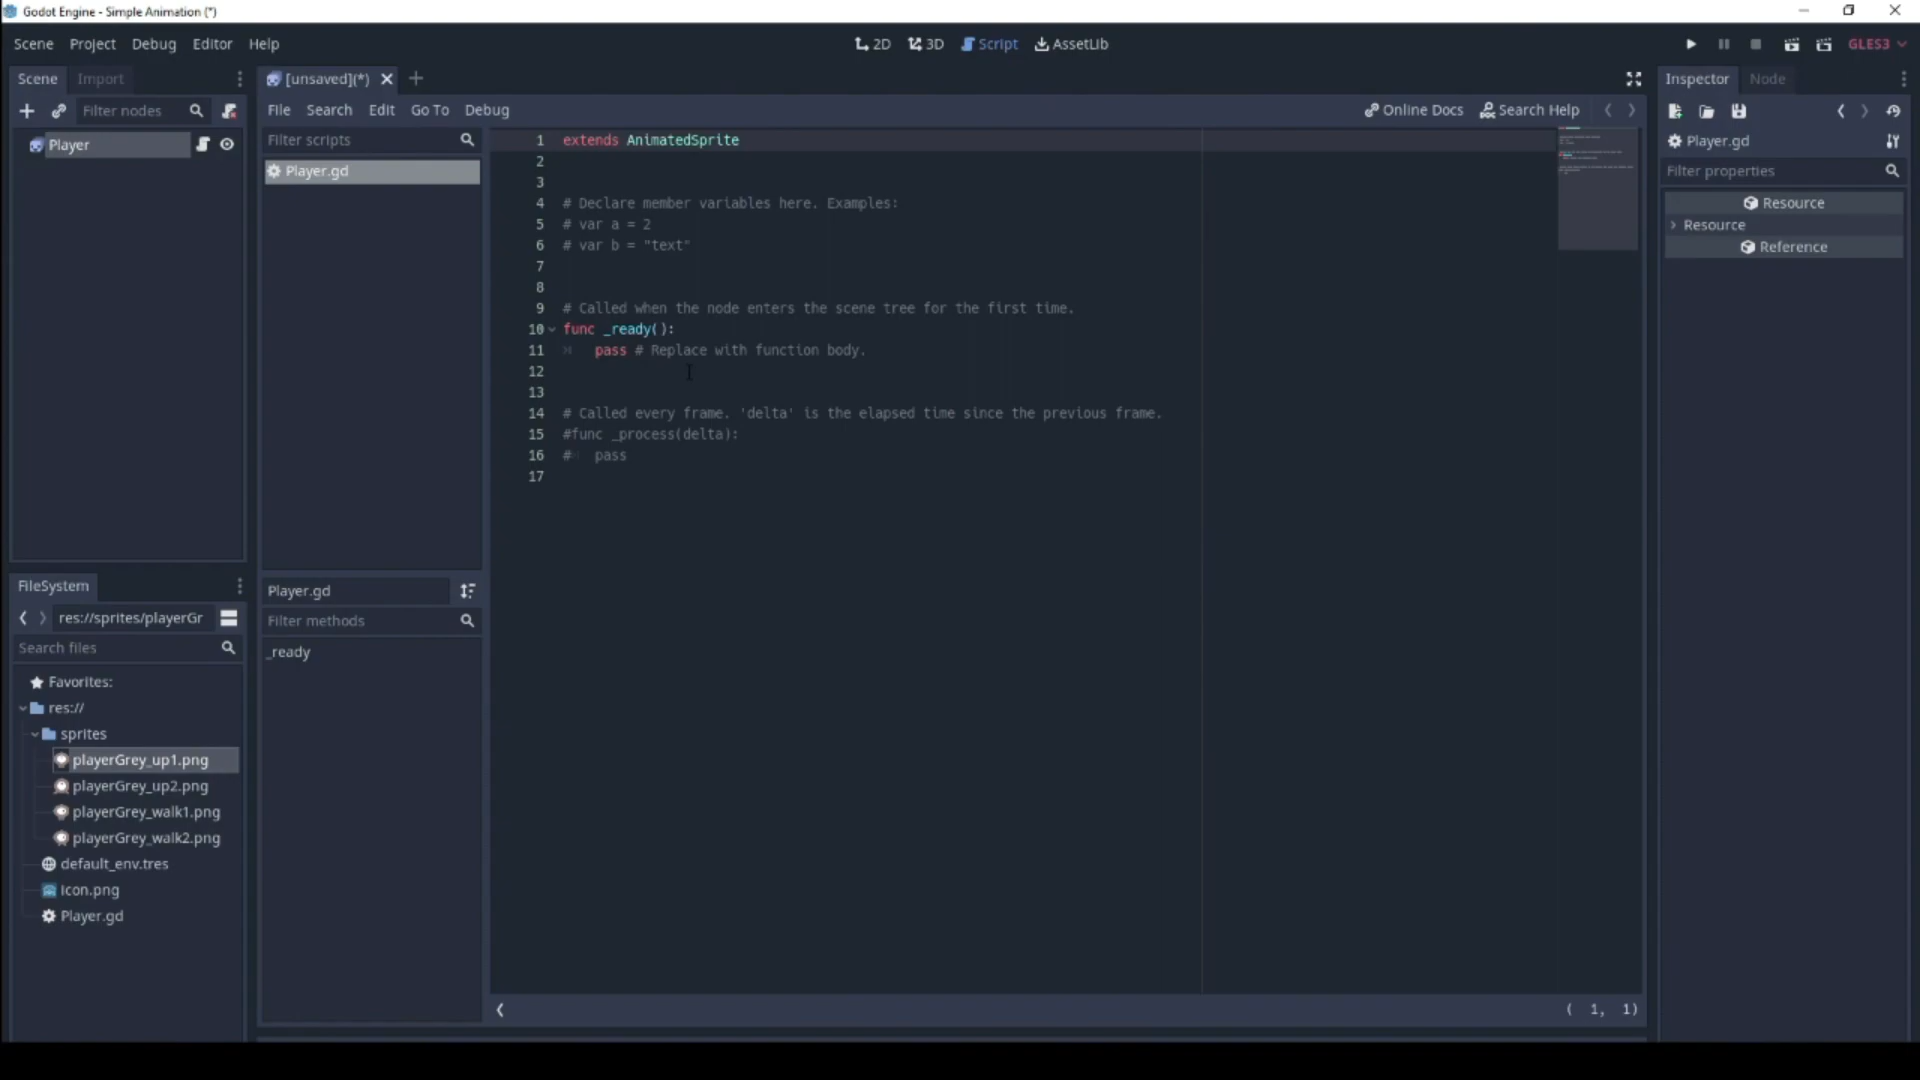 Godot Engine - Simple Animation (*)
Scene Project Debug Editor Help
2D 3D Script AssetLib
GLES3
Scene Import
[unsaved](*)
Inspector Node
Filter nodes
File Search Edit Go To Debug
Online Docs Search Help
Player
Filter scripts
Player.gd
Player.gd
Filter properties
Resource
Resource
Reference
1 extends AnimatedSprite
2
3
4 # Declare member variables here. Examples:
5 # var a = 2
6 # var b = "text"
7
8
9 # Called when the node enters the scene tree for the first time.
10 func _ready():
11 pass # Replace with function body.
12
13
14 # Called every frame. 'delta' is the elapsed time since the previous frame.
15 #func _process(delta):
16 # pass
17
Player.gd
Filter methods
_ready
FileSystem
res://sprites/playerGr
Search files
Favorites:
res://
sprites
playerGrey_up1.png
playerGrey_up2.png
playerGrey_walk1.png
playerGrey_walk2.png
default_env.tres
icon.png
Player.gd
( 1, 1)